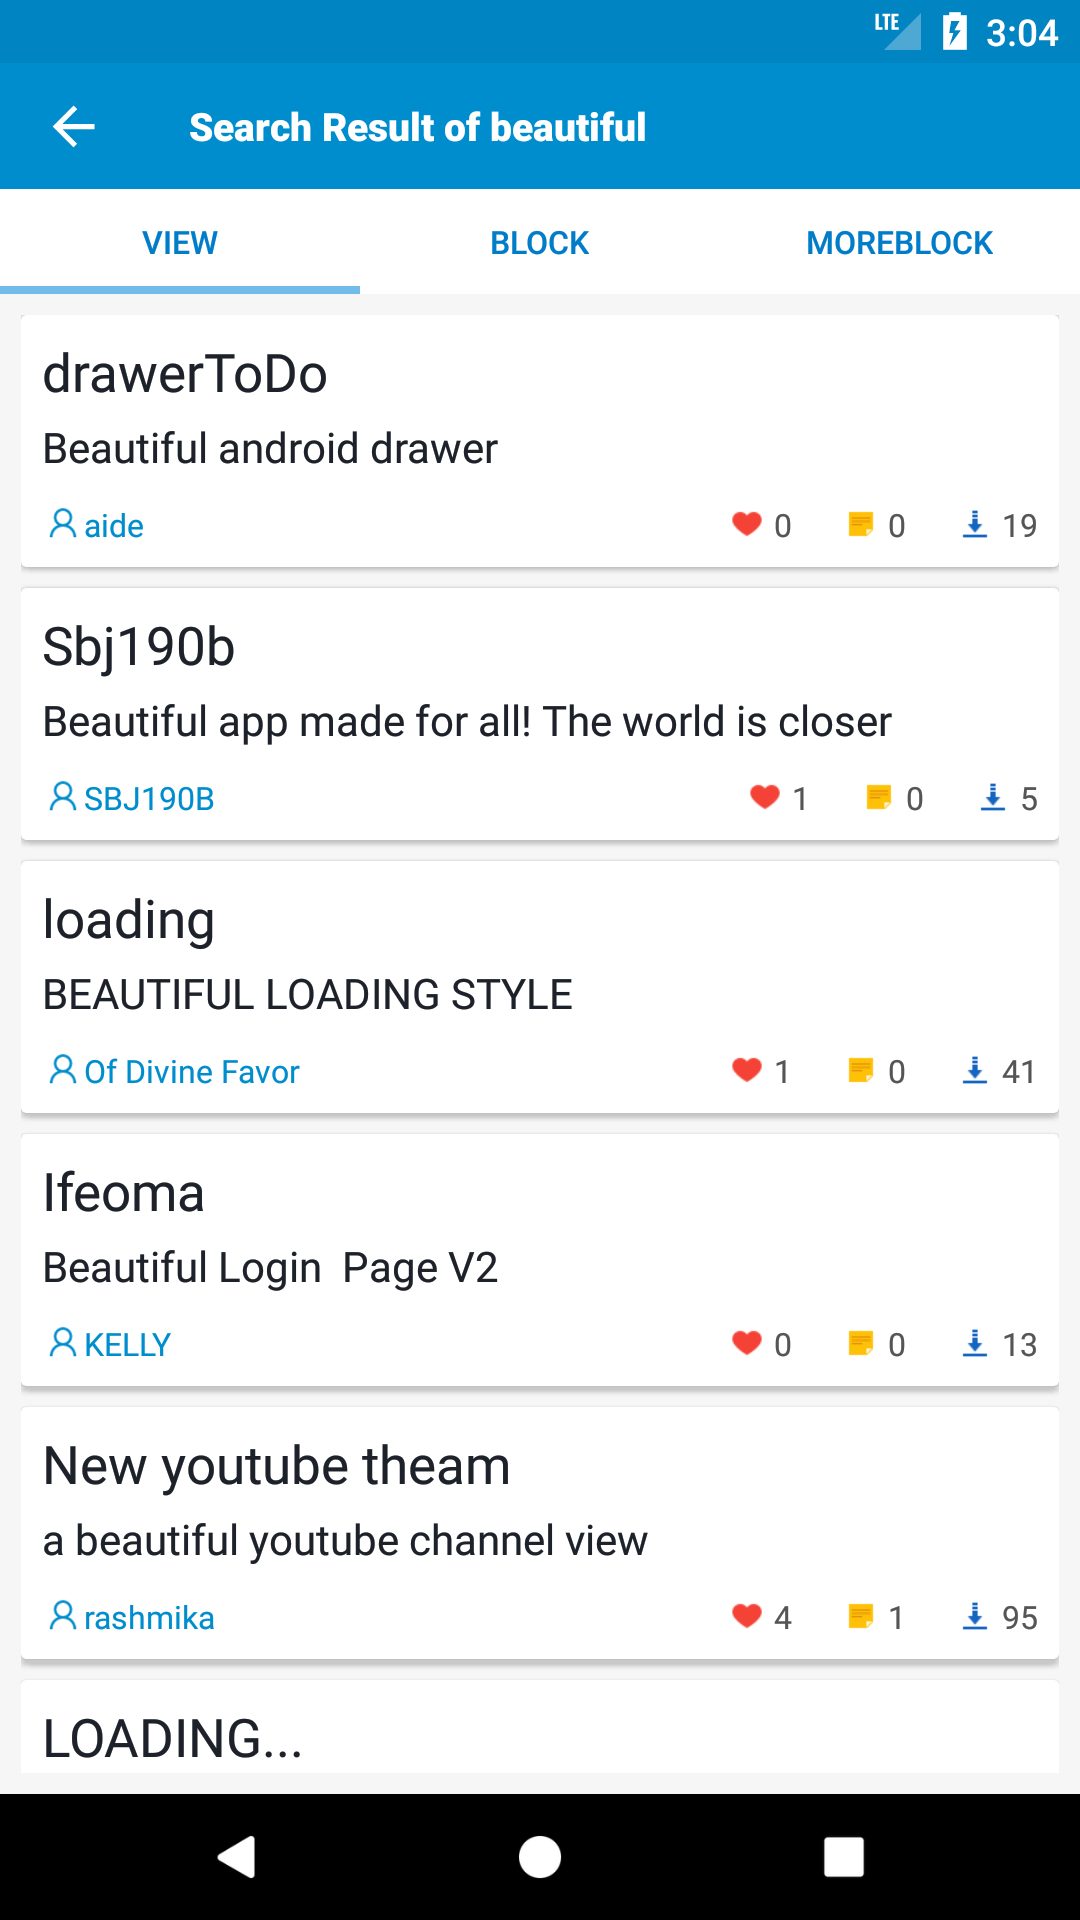 LTE 3:04
Search Result of beautiful
VIEW BLOCK MOREBLOCK
drawerToDo
Beautiful android drawer
aide 0 0 19
Sbj190b
Beautiful app made for all! The world is closer
SBJ190B 1 0 5
loading
BEAUTIFUL LOADING STYLE
Of Divine Favor 1 0 41
Ifeoma
Beautiful Login  Page V2
KELLY 0 0 13
New youtube theam
a beautiful youtube channel view
rashmika 4 1 95
LOADING...